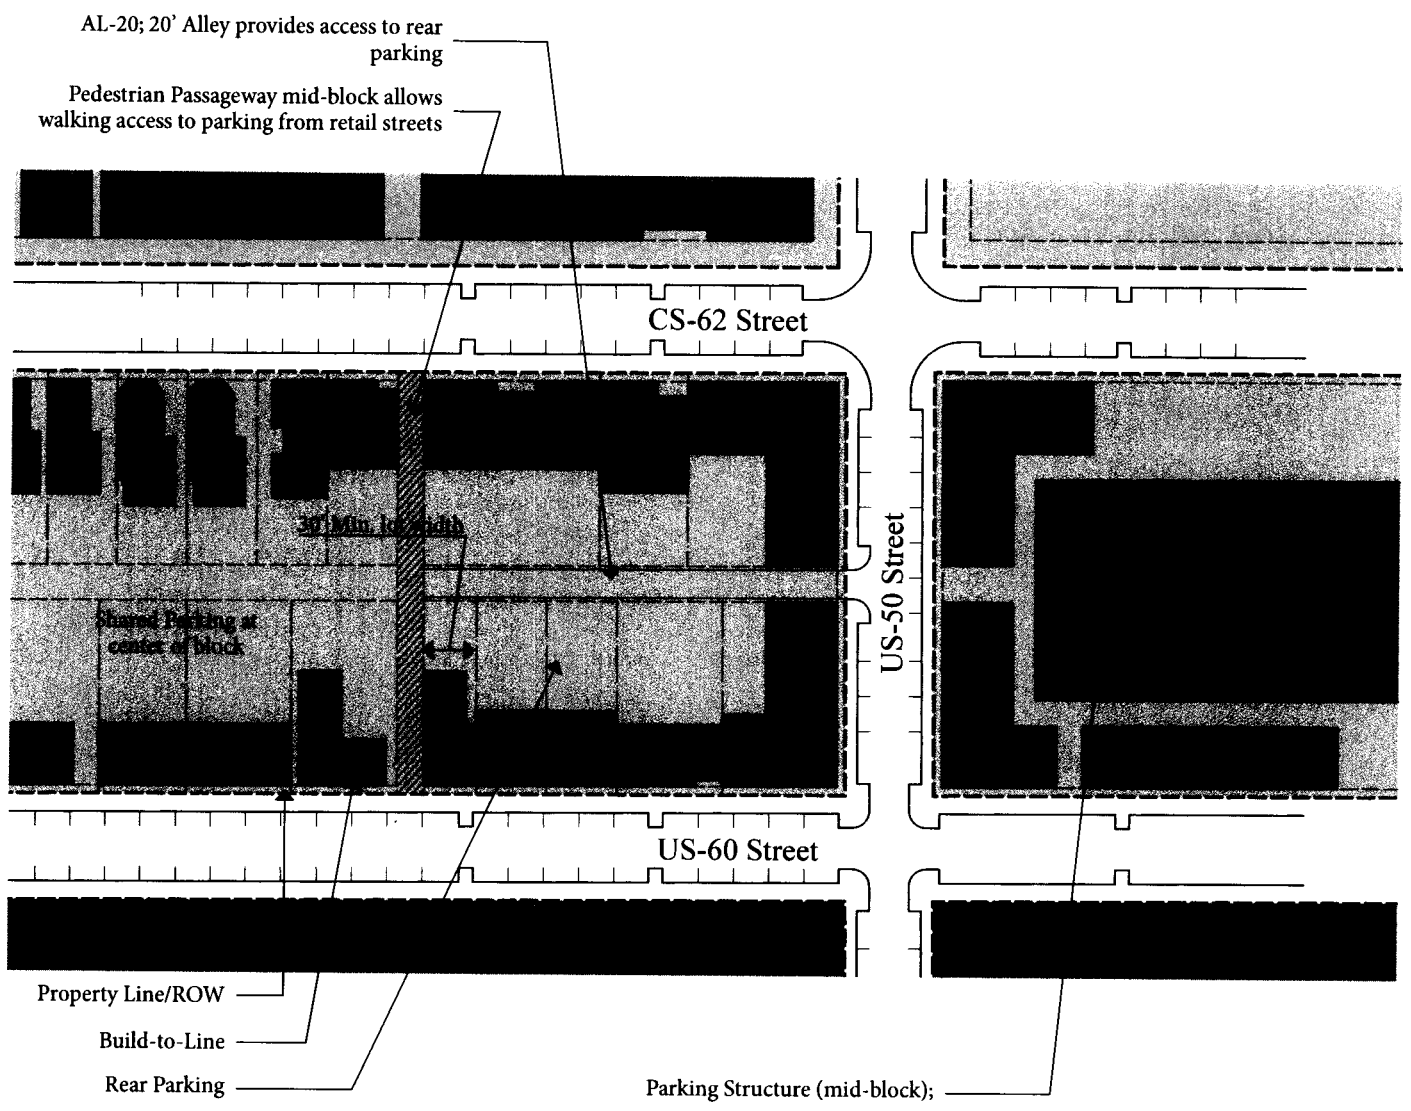 AL-20; 20' Alley provides access to rear
parking
Pedestrian Passageway mid-block allows
walking access to parking from retail streets
CS-62 Street
30' Min. lot width
US-50 Street
Shared Parking at
center of block
US-60 Street
Property Line/ROW
Build-to-Line
Rear Parking
Parking Structure (mid-block);